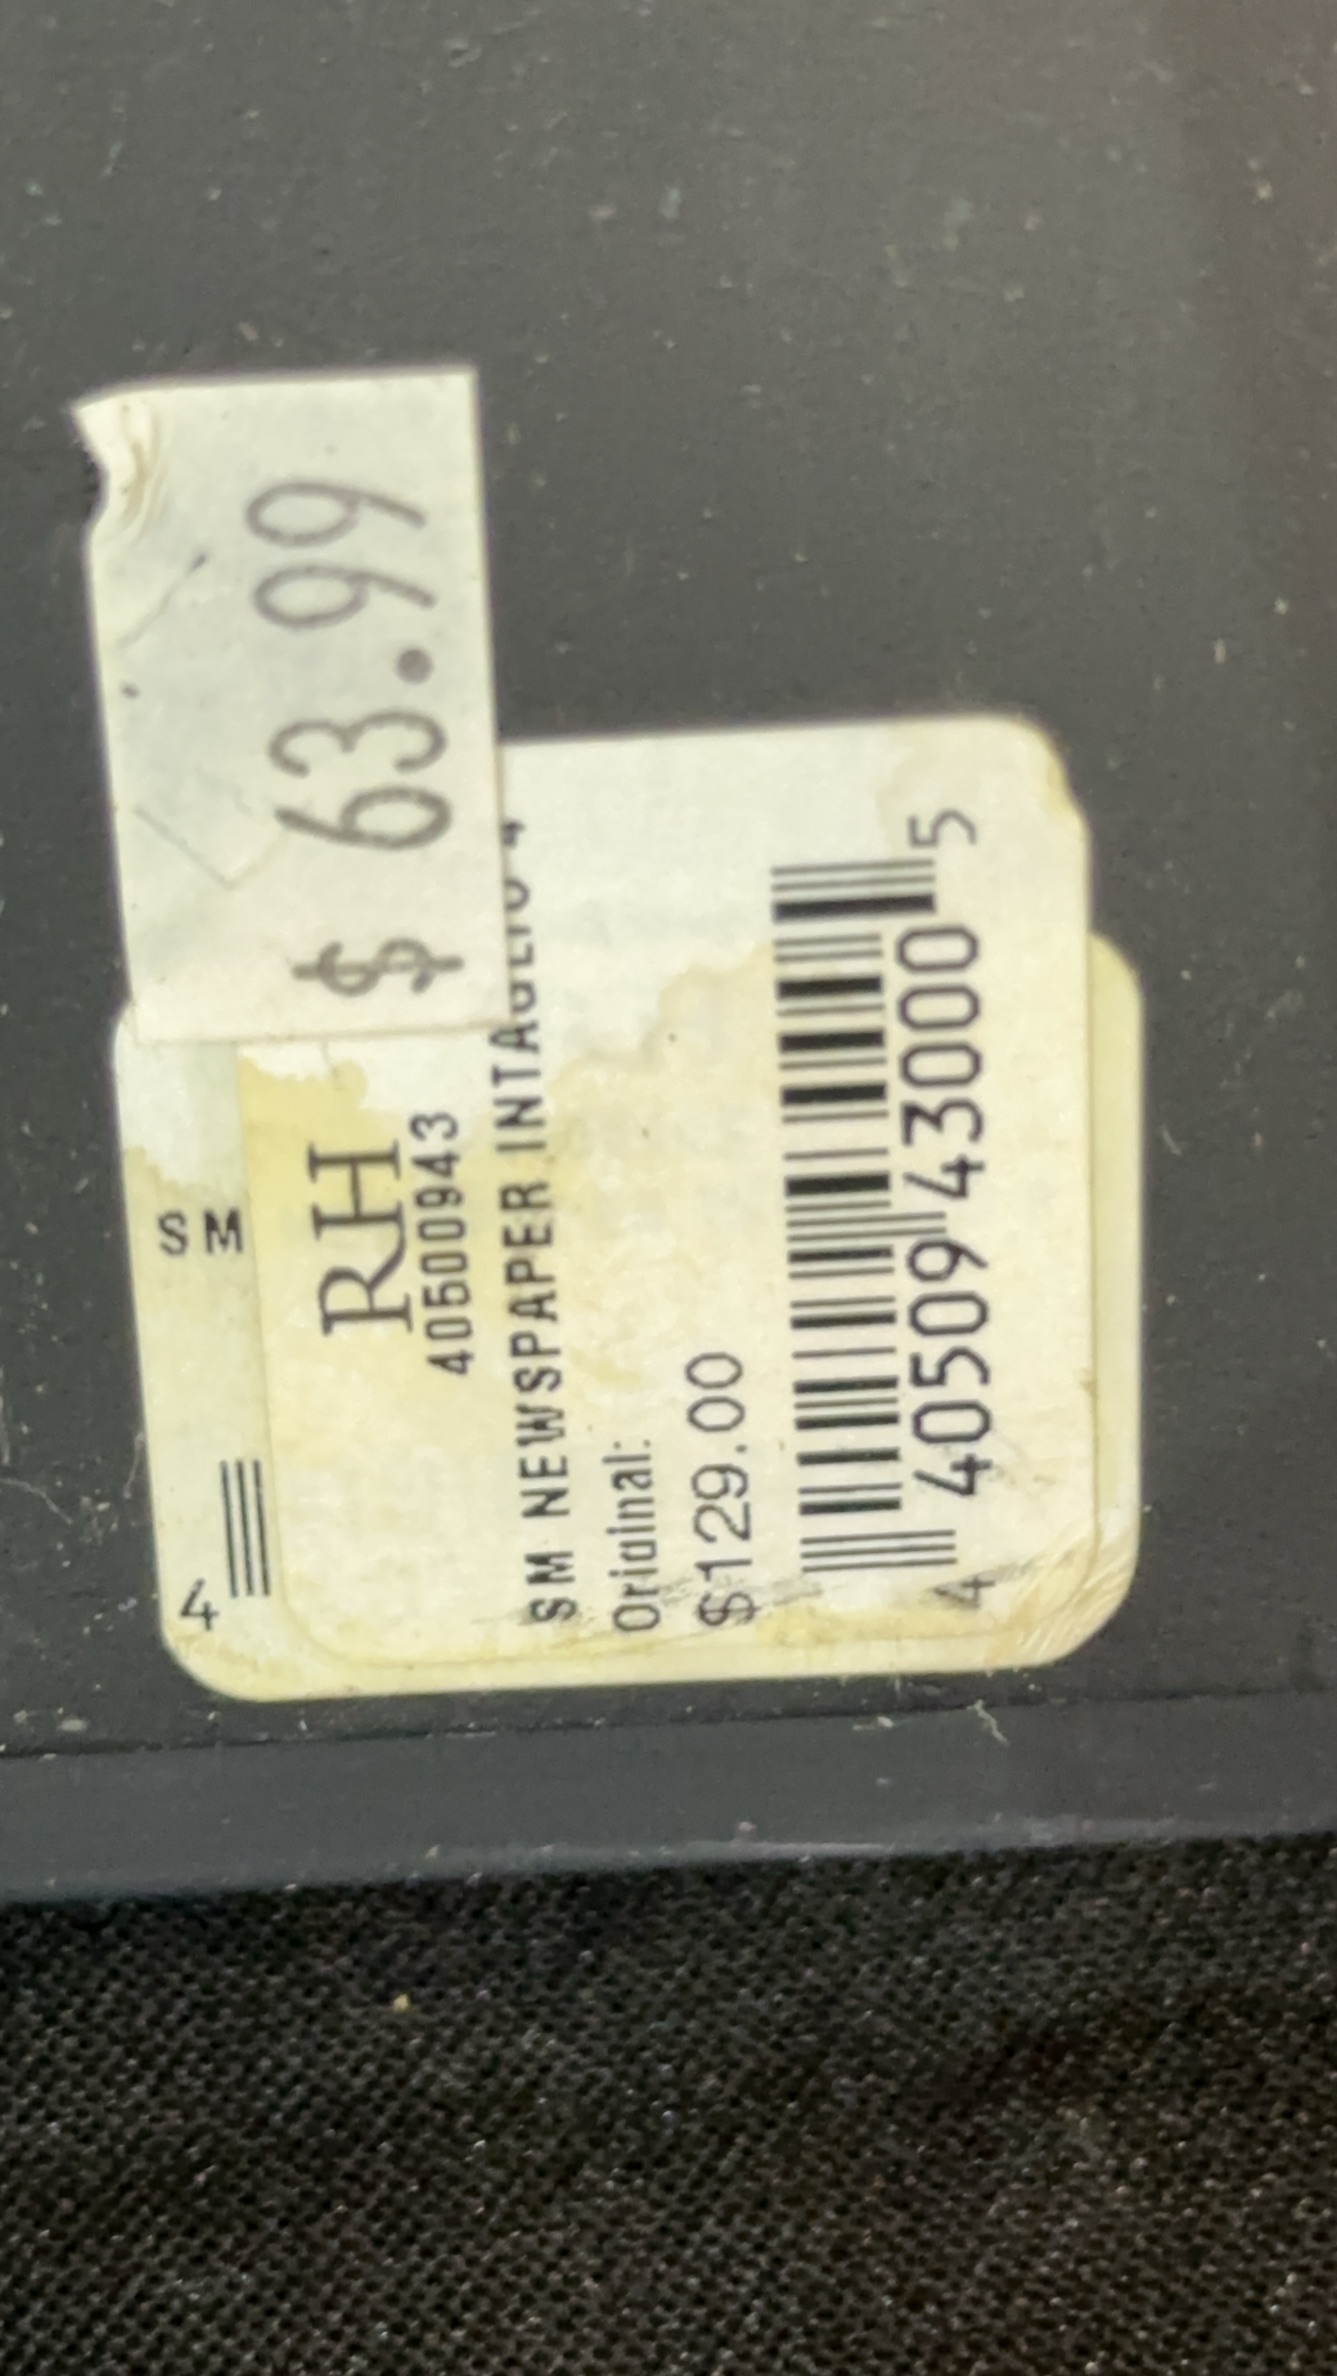 $ 63.99
SM
4
RH
40500943
SM NEWSPAPER INTAGLIO 4
Original:
$129.00
4 40509 43000 5